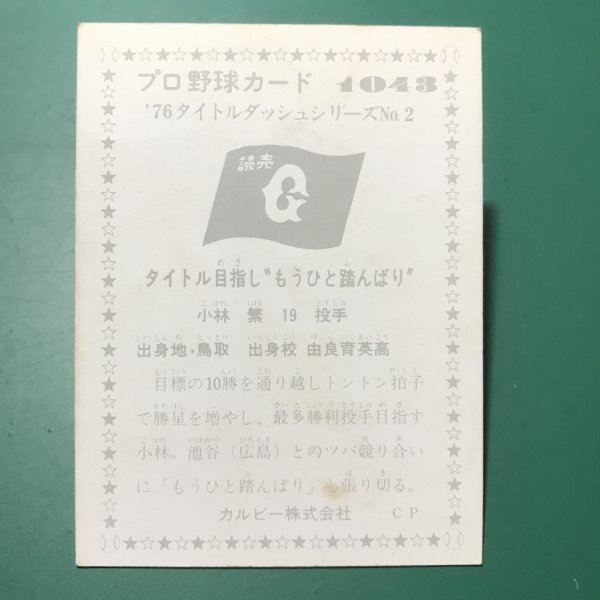 プロ野球カード 1043
'76タイトルダッシュシリーズNo.2
読売
G
タイトル目指し"もうひと踏んばり"
小林 繁 19 投手
出身地・鳥取 出身校 由良育英高
目標の10勝を通り越しトントン拍子
で勝星を増やし、最多勝利投手目指す
小林。池谷(広島)とのツバ競り合い
に「もうひと踏んばり」と張り切る。
カルビー株式会社 CP